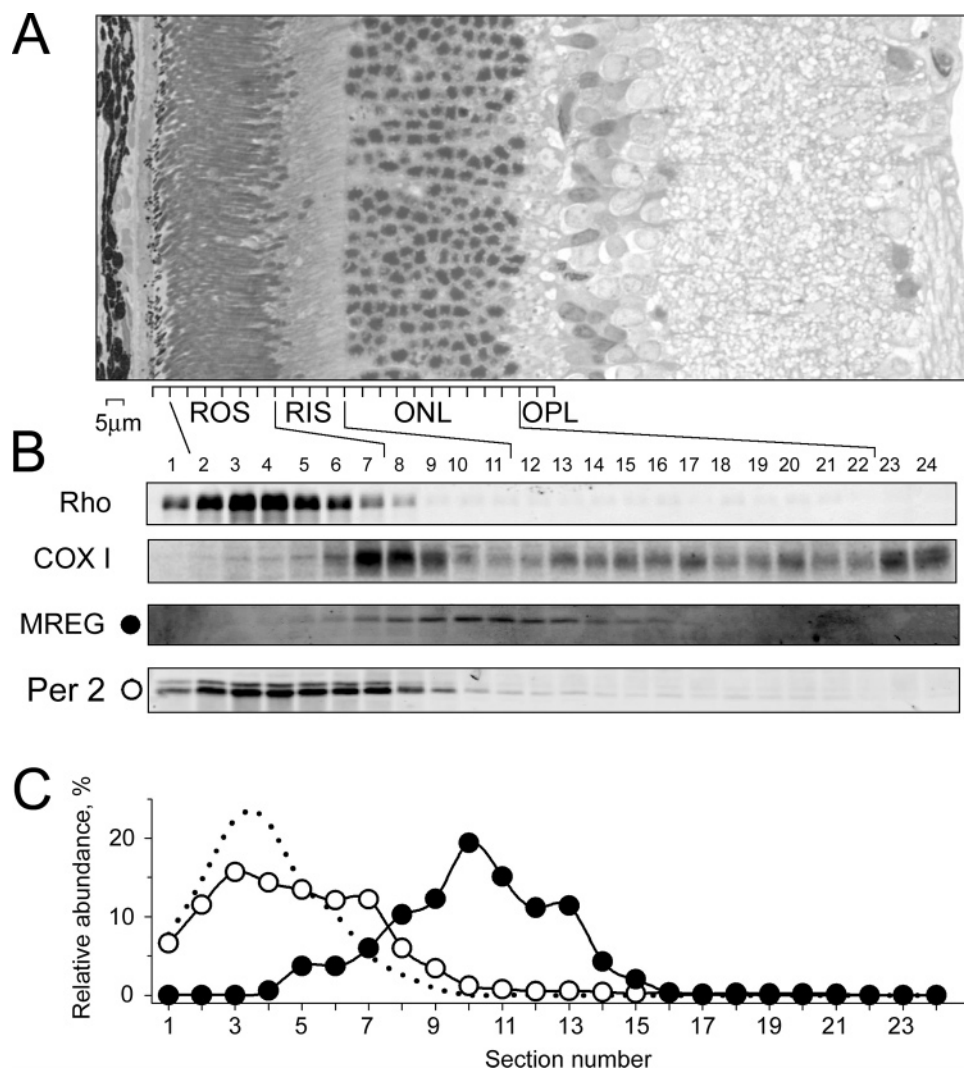 A
5μm
ROS RIS ONL OPL
B
1 2 3 4 5 6 7 8 9 10 11 12 13 14 15 16 17 18 19 20 21 22 23 24
Rho
COX I
MREG
Per 2
C
Relative abundance, %
20
10
0
1 3 5 7 9 11 13 15 17 19 21 23
Section number